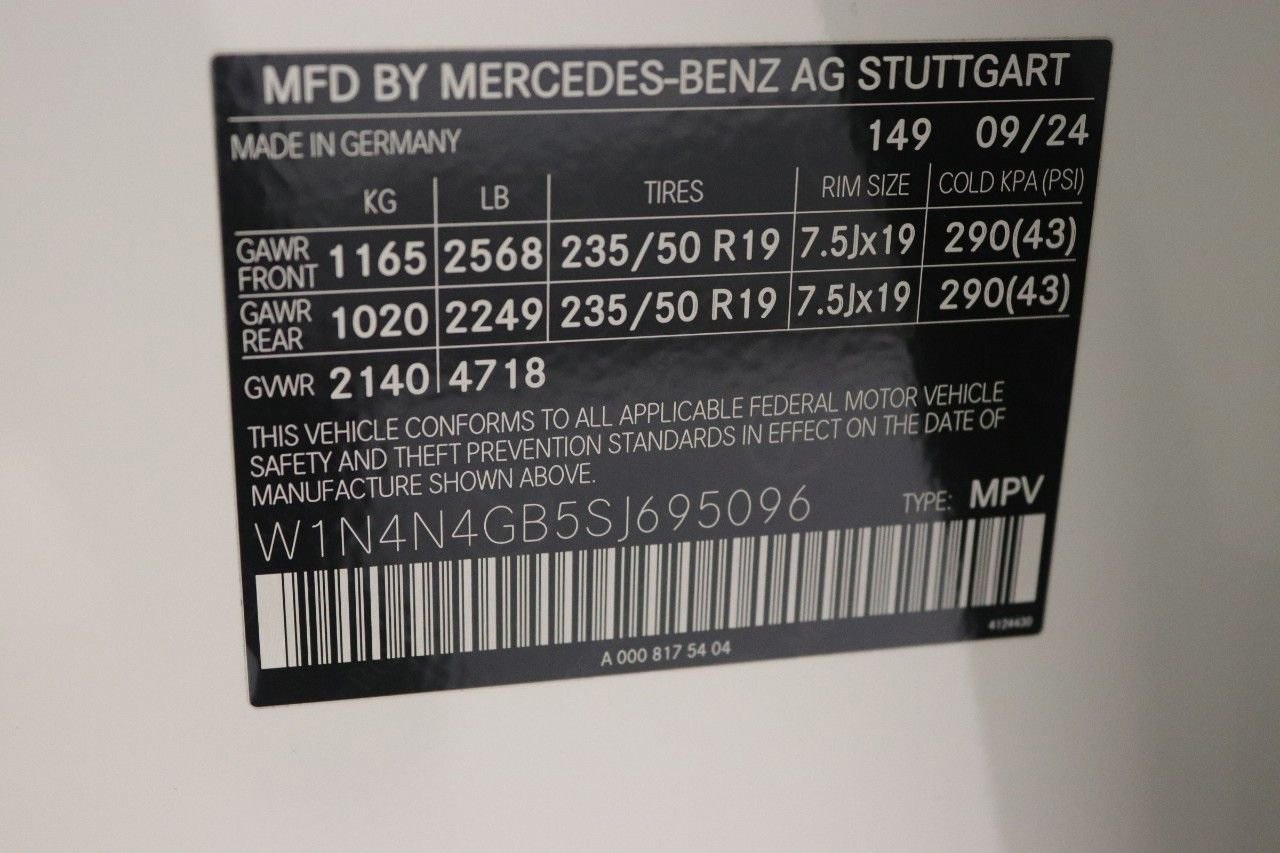 MFD BY MERCEDES-BENZ AG STUTTGART
MADE IN GERMANY 149 09/24
KG LB TIRES RIM SIZE COLD KPA (PSI)
GAWR FRONT 1165 2568 235/50 R19 7.5Jx19 290(43)
GAWR REAR 1020 2249 235/50 R19 7.5Jx19 290(43)
GVWR 2140 4718
THIS VEHICLE CONFORMS TO ALL APPLICABLE FEDERAL MOTOR VEHICLE
SAFETY AND THEFT PREVENTION STANDARDS IN EFFECT ON THE DATE OF
MANUFACTURE SHOWN ABOVE.
W1N4N4GB5SJ695096 TYPE: MPV
4124430
A 000 817 54 04